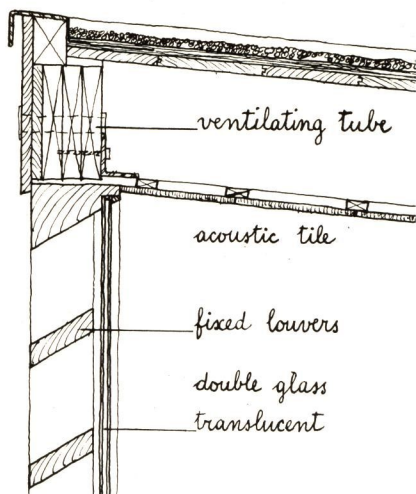 ventilating tube
acoustic tile
fixed louvers
double glass
translucent